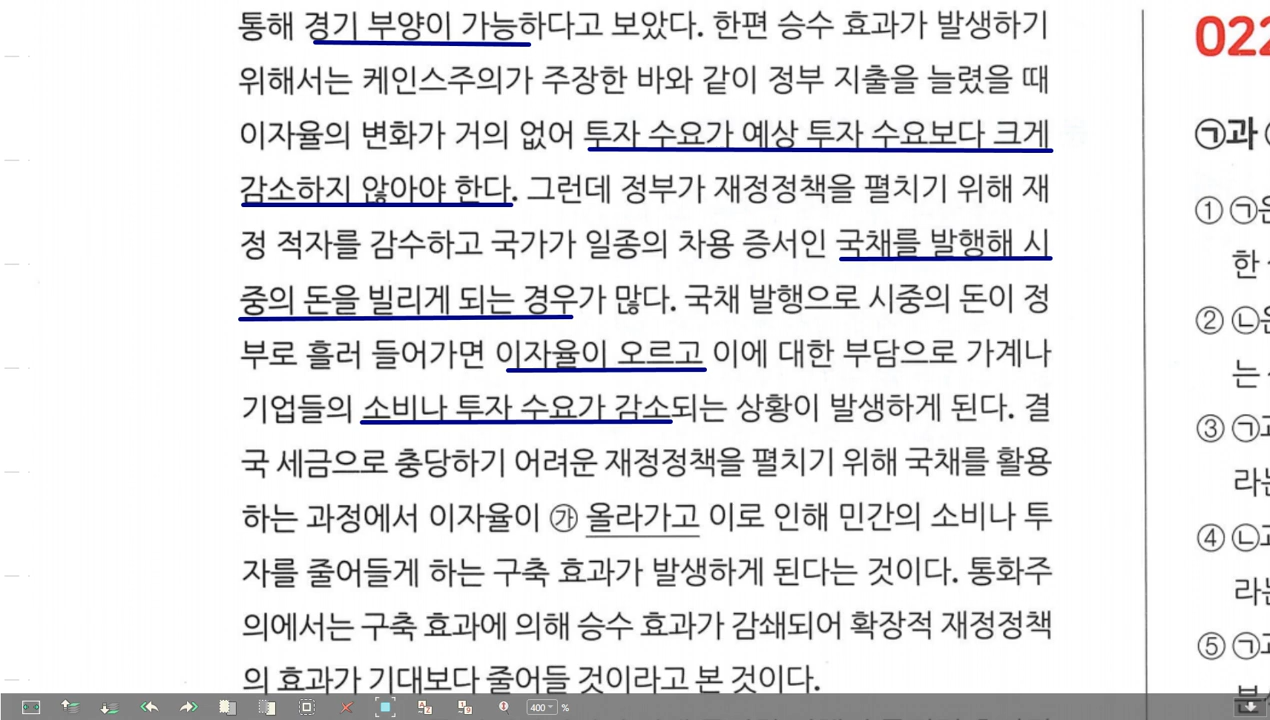 통해 경기 부양이 가능하다고 보았다. 한편 승수 효과가 발생하기
위해서는 케인스주의가 주장한 바와 같이 정부 지출을 늘렸을 때
이자율의 변화가 거의 없어 투자 수요가 예상 투자 수요보다 크게
감소하지 않아야 한다. 그런데 정부가 재정정책을 펼치기 위해 재
정 적자를 감수하고 국가가 일종의 차용 증서인 국채를 발행해 시
중의 돈을 빌리게 되는 경우가 많다. 국채 발행으로 시중의 돈이 정
부로 흘러 들어가면 이자율이 오르고 이에 대한 부담으로 가계나
기업들의 소비나 투자 수요가 감소되는 상황이 발생하게 된다. 결
국 세금으로 충당하기 어려운 재정정책을 펼치기 위해 국채를 활용
하는 과정에서 이자율이 ㉮ 올라가고 이로 인해 민간의 소비나 투
자를 줄어들게 하는 구축 효과가 발생하게 된다는 것이다. 통화주
의에서는 구축 효과에 의해 승수 효과가 감쇄되어 확장적 재정정책
의 효과가 기대보다 줄어들 것이라고 본 것이다.
022
㉠과
① ㉠은
한
② ㉡은
는
③ ㉠과
라는
④ ㉡과
라는
⑤ ㉠과
400 %